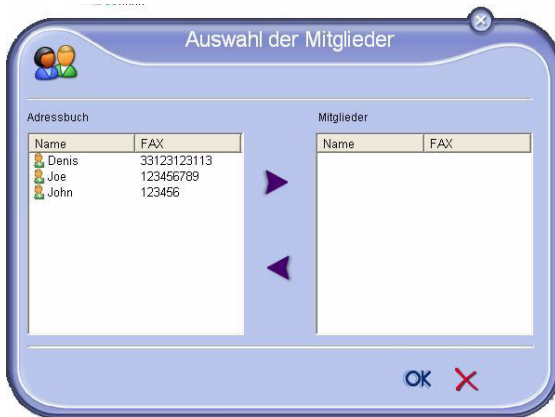 Auswahl der Mitglieder
Adressbuch
Mitglieder
Name FAX
Denis 33123123113
Joe 123456789
John 123456
Name FAX
OK